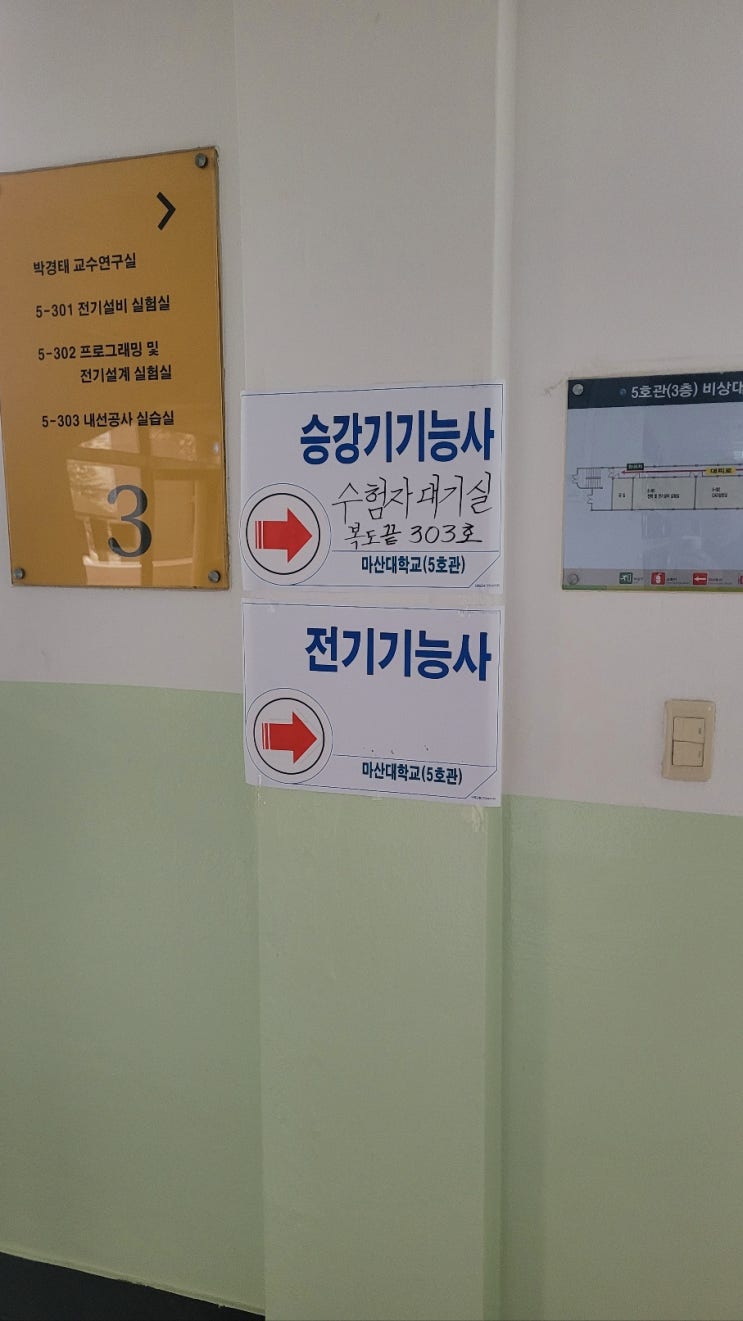 박경태 교수연구실
5-301 전기설비 실험실
5-302 프로그래밍 및
전기설계 실험실
5-303 내선공사 실습실
3
승강기기능사
수험자 대기실
복도끝 303호
마산대학교(5호관)
전기기능사
마산대학교(5호관)
5호관(3층) 비상대